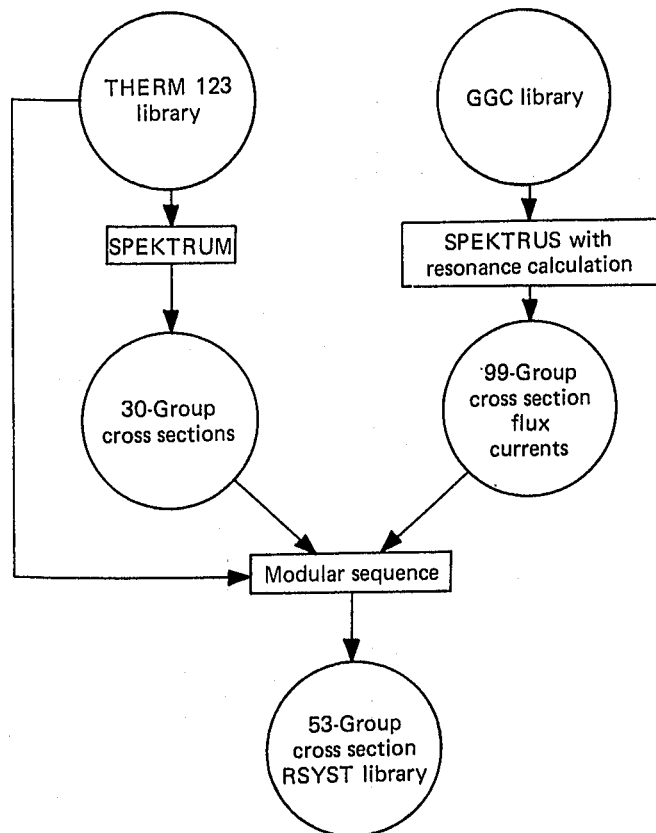 THERM 123
library
GGC library
SPEKTRUM
SPEKTRUS with
resonance calculation
30-Group
cross sections
99-Group
cross section
flux
currents
Modular sequence
53-Group
cross section
RSYST library